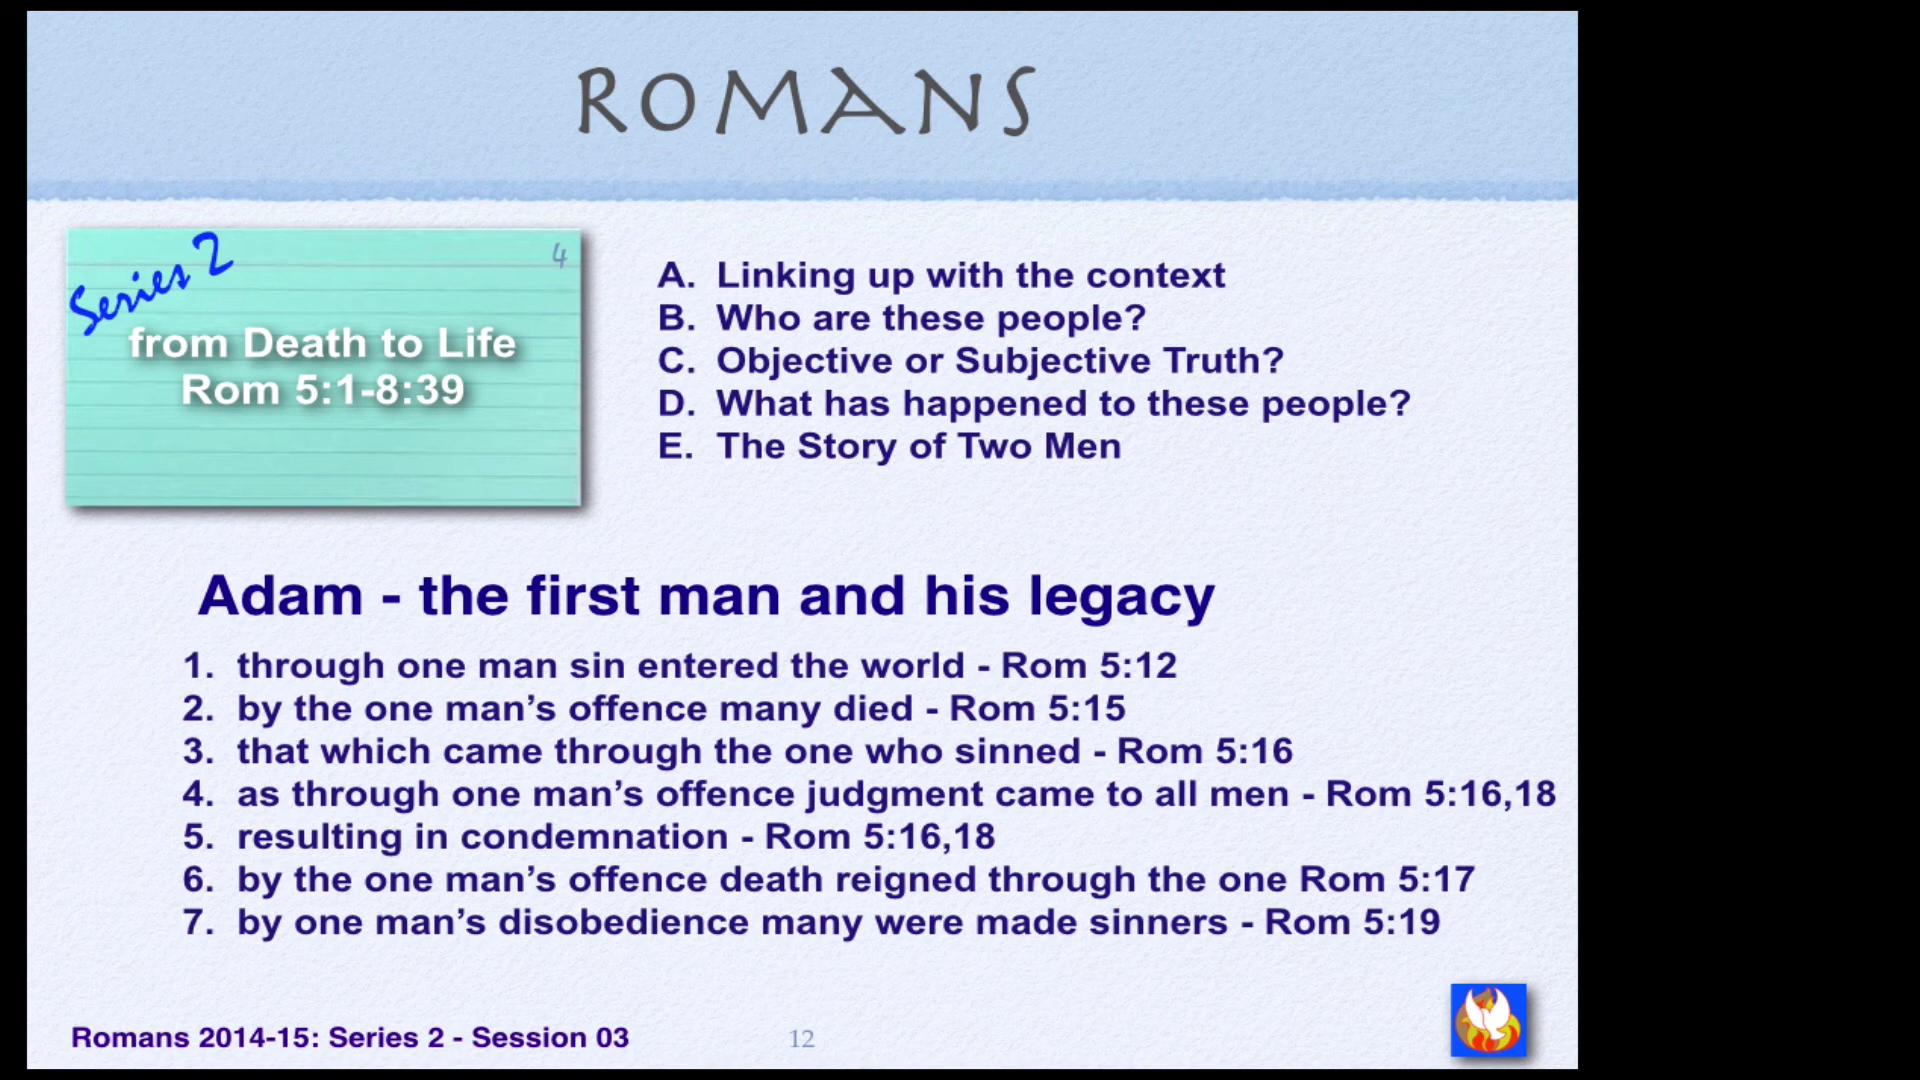 ROMANS
Series 2
4
from Death to Life
Rom 5:1-8:39
A. Linking up with the context
B. Who are these people?
C. Objective or Subjective Truth?
D. What has happened to these people?
E. The Story of Two Men
Adam - the first man and his legacy
1. through one man sin entered the world - Rom 5:12
2. by the one man’s offence many died - Rom 5:15
3. that which came through the one who sinned - Rom 5:16
4. as through one man’s offence judgment came to all men - Rom 5:16,18
5. resulting in condemnation - Rom 5:16,18
6. by the one man’s offence death reigned through the one Rom 5:17
7. by one man’s disobedience many were made sinners - Rom 5:19
Romans 2014-15: Series 2 - Session 03
12